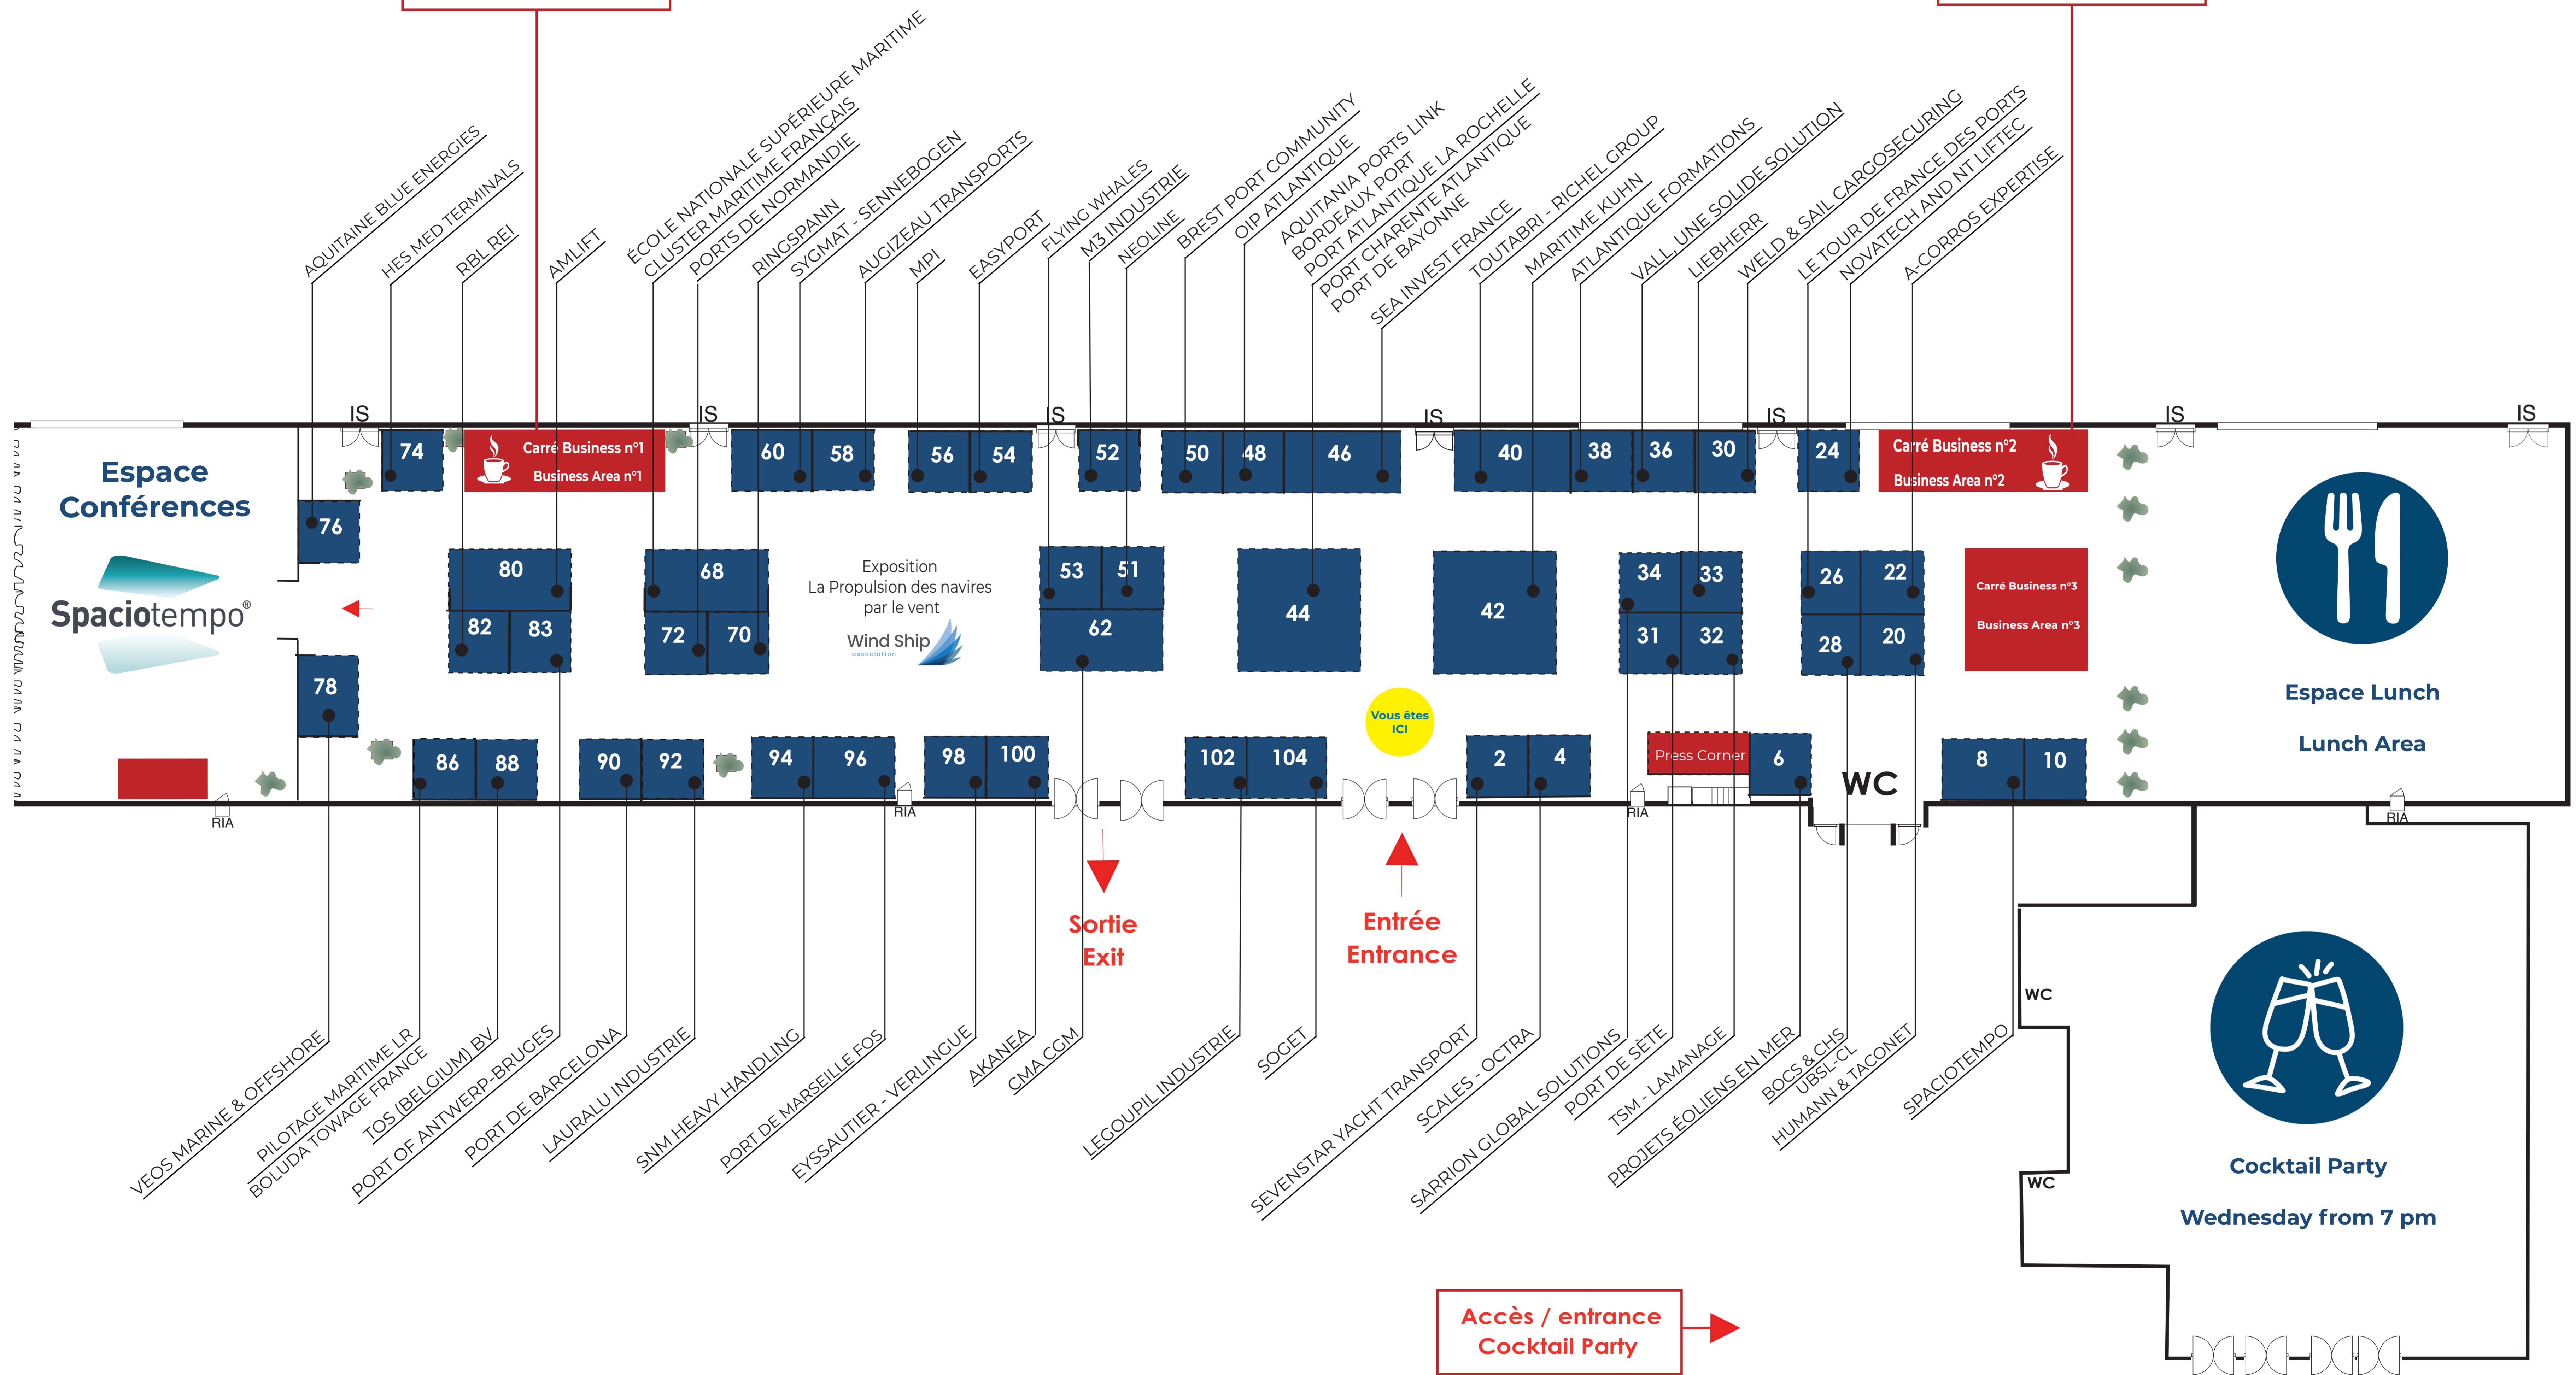 AQUITAINE BLUE ENERGIES
HES MED TERMINALS
RBL REI
AMLIFT
ÉCOLE NATIONALE SUPÉRIEURE MARITIME
CLUSTER MARITIME FRANÇAIS
PORTS DE NORMANDIE
RINGSPANN
SYGMAT - SENNEBOGEN
AUGIZEAU TRANSPORTS
MPI
EASYPORT
FLYING WHALES
M3 INDUSTRIE
NEOLINE
BREST PORT COMMUNITY
OIP ATLANTIQUE
AQUITANIA PORTS LINK
BORDEAUX PORT
PORT ATLANTIQUE LA ROCHELLE
PORT CHARENTE ATLANTIQUE
PORT DE BAYONNE
SEA INVEST FRANCE
TOUTABRI - RICHEL GROUP
MARITIME KUHN
ATLANTIQUE FORMATIONS
VALL, UNE SOLIDE SOLUTION
LIEBHERR
WELD & SAIL CARGOSECURING
LE TOUR DE FRANCE DES PORTS
NOVATECH AND NT LIFTEC
A-CORROS EXPERTISE
IS
IS
IS
IS
IS
IS
IS
74
Carré Business n°1
Business Area n°1
60
58
56
54
52
50
48
46
40
38
36
30
24
Carré Business n°2
Business Area n°2
Espace
Conférences
Spaciotempo®
76
78
80
82
83
68
72
70
Exposition
La Propulsion des navires
par le vent
Wind Ship
association
53
51
62
44
42
34
33
31
32
26
22
28
20
Carré Business n°3
Business Area n°3
Espace Lunch
Lunch Area
Vous êtes
ICI
86
88
90
92
94
96
98
100
102
104
2
4
Press Corner
6
WC
8
10
RIA
RIA
RIA
RIA
Sortie
Exit
Entrée
Entrance
VEOS MARINE & OFFSHORE
PILOTAGE MARITIME LR
BOLUDA TOWAGE FRANCE
TOS (BELGIUM) BV
PORT OF ANTWERP-BRUGES
PORT DE BARCELONA
LAURALU INDUSTRIE
SNM HEAVY HANDLING
PORT DE MARSEILLE FOS
EYSSAUTIER - VERLINGUE
AKANEA
CMA CGM
LEGOUPIL INDUSTRIE
SOGET
SEVENSTAR YACHT TRANSPORT
SCALES - OCTRA
SARRION GLOBAL SOLUTIONS
PORT DE SÈTE
TSM - LAMANAGE
PROJETS ÉOLIENS EN MER
BOCS & CHS
UBSL-CL
HUMANN & TACONET
SPACIOTEMPO
WC
WC
Cocktail Party
Wednesday from 7 pm
Accès / entrance
Cocktail Party